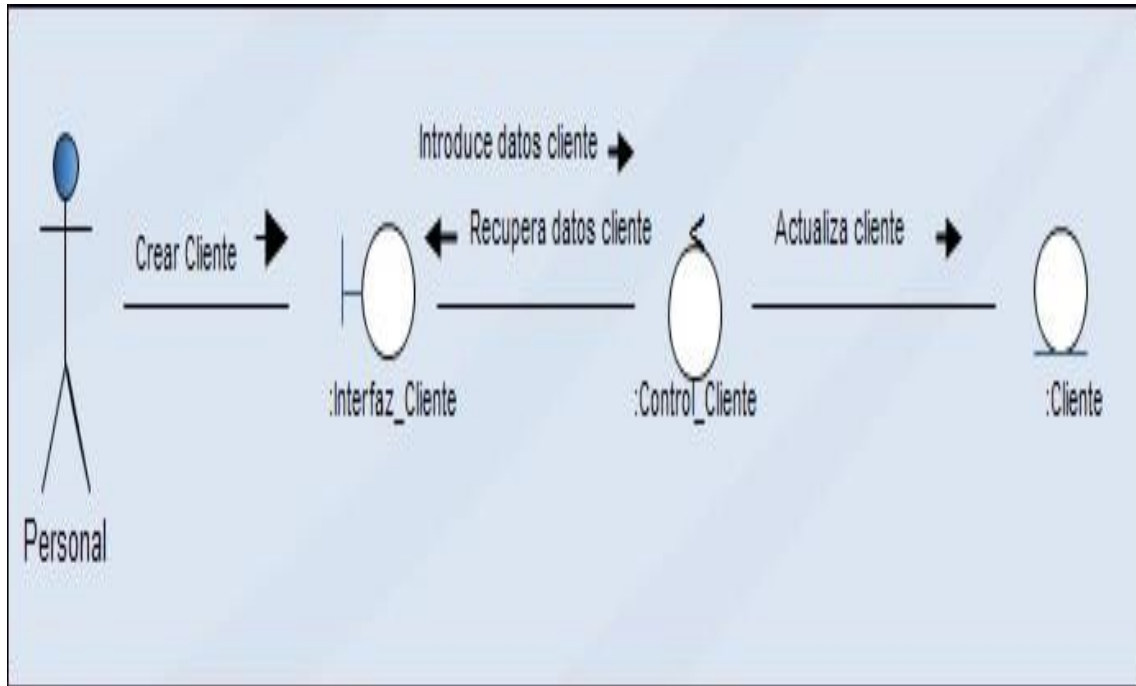 Introduce datos cliente
Crear Cliente
Recupera datos cliente
Actualiza cliente
:Interfaz_Cliente
:Control_Cliente
:Cliente
Personal